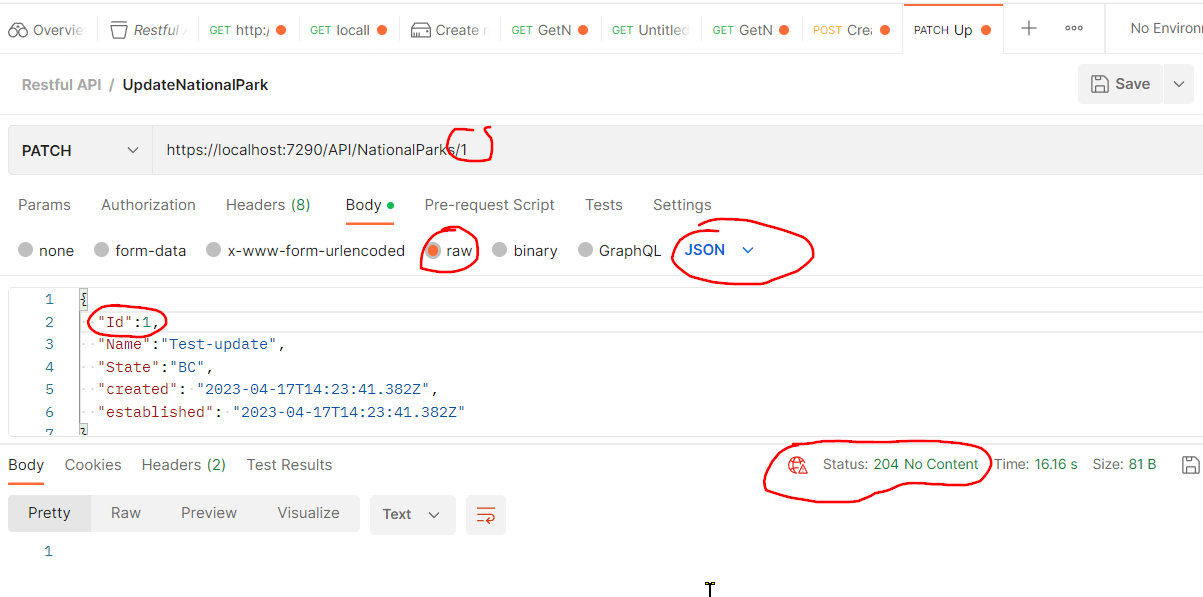 Overvie Restful GET http:/ GET locall Create GET GetN GET Untitled GET GetN POST Crea PATCH Up No Environ
Restful API / UpdateNationalPark Save
PATCH https://localhost:7290/API/NationalParks/1
Params Authorization Headers (8) Body Pre-request Script Tests Settings
none form-data x-www-form-urlencoded raw binary GraphQL JSON
1 {
2 "Id":1,
3 "Name":"Test-update",
4 "State":"BC",
5 "created": "2023-04-17T14:23:41.382Z",
6 "established": "2023-04-17T14:23:41.382Z"
7 }
Body Cookies Headers (2) Test Results Status: 204 No Content Time: 16.16 s Size: 81 B
Pretty Raw Preview Visualize Text
1